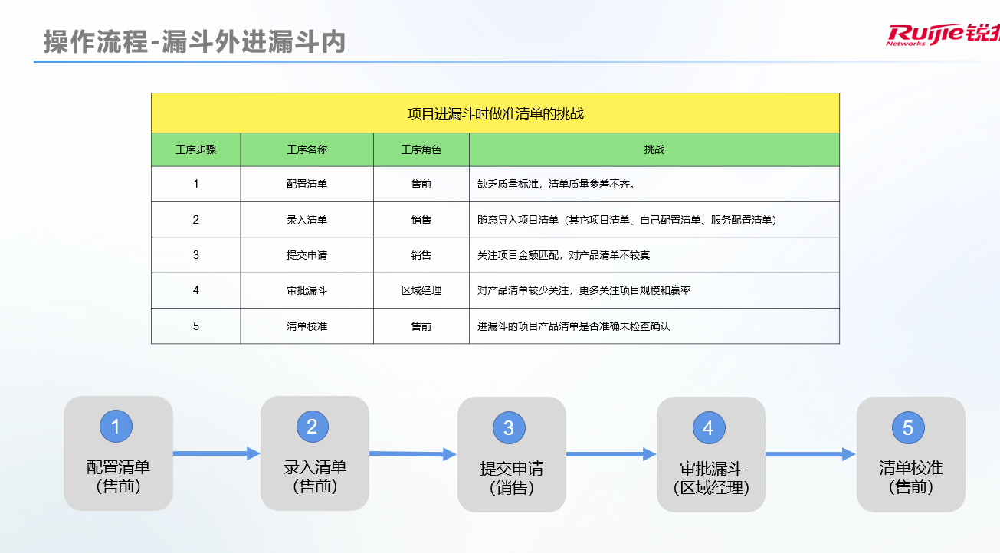 操作流程-漏斗外进漏斗内
Ruijie 锐
Networks
项目进漏斗时做准清单的挑战
工序步骤 工序名称 工序角色 挑战
1 配置清单 售前 缺乏质量标准，清单质量参差不齐。
2 录入清单 销售 随意导入项目清单（其它项目清单、自己配置清单、服务配置清单）
3 提交申请 销售 关注项目金额匹配，对产品清单不较真
4 审批漏斗 区域经理 对产品清单较少关注，更多关注项目规模和赢率
5 清单校准 售前 进漏斗的项目产品清单是否准确未检查确认
1
配置清单
（售前）
2
录入清单
（售前）
3
提交申请
（销售）
4
审批漏斗
（区域经理）
5
清单校准
（售前）